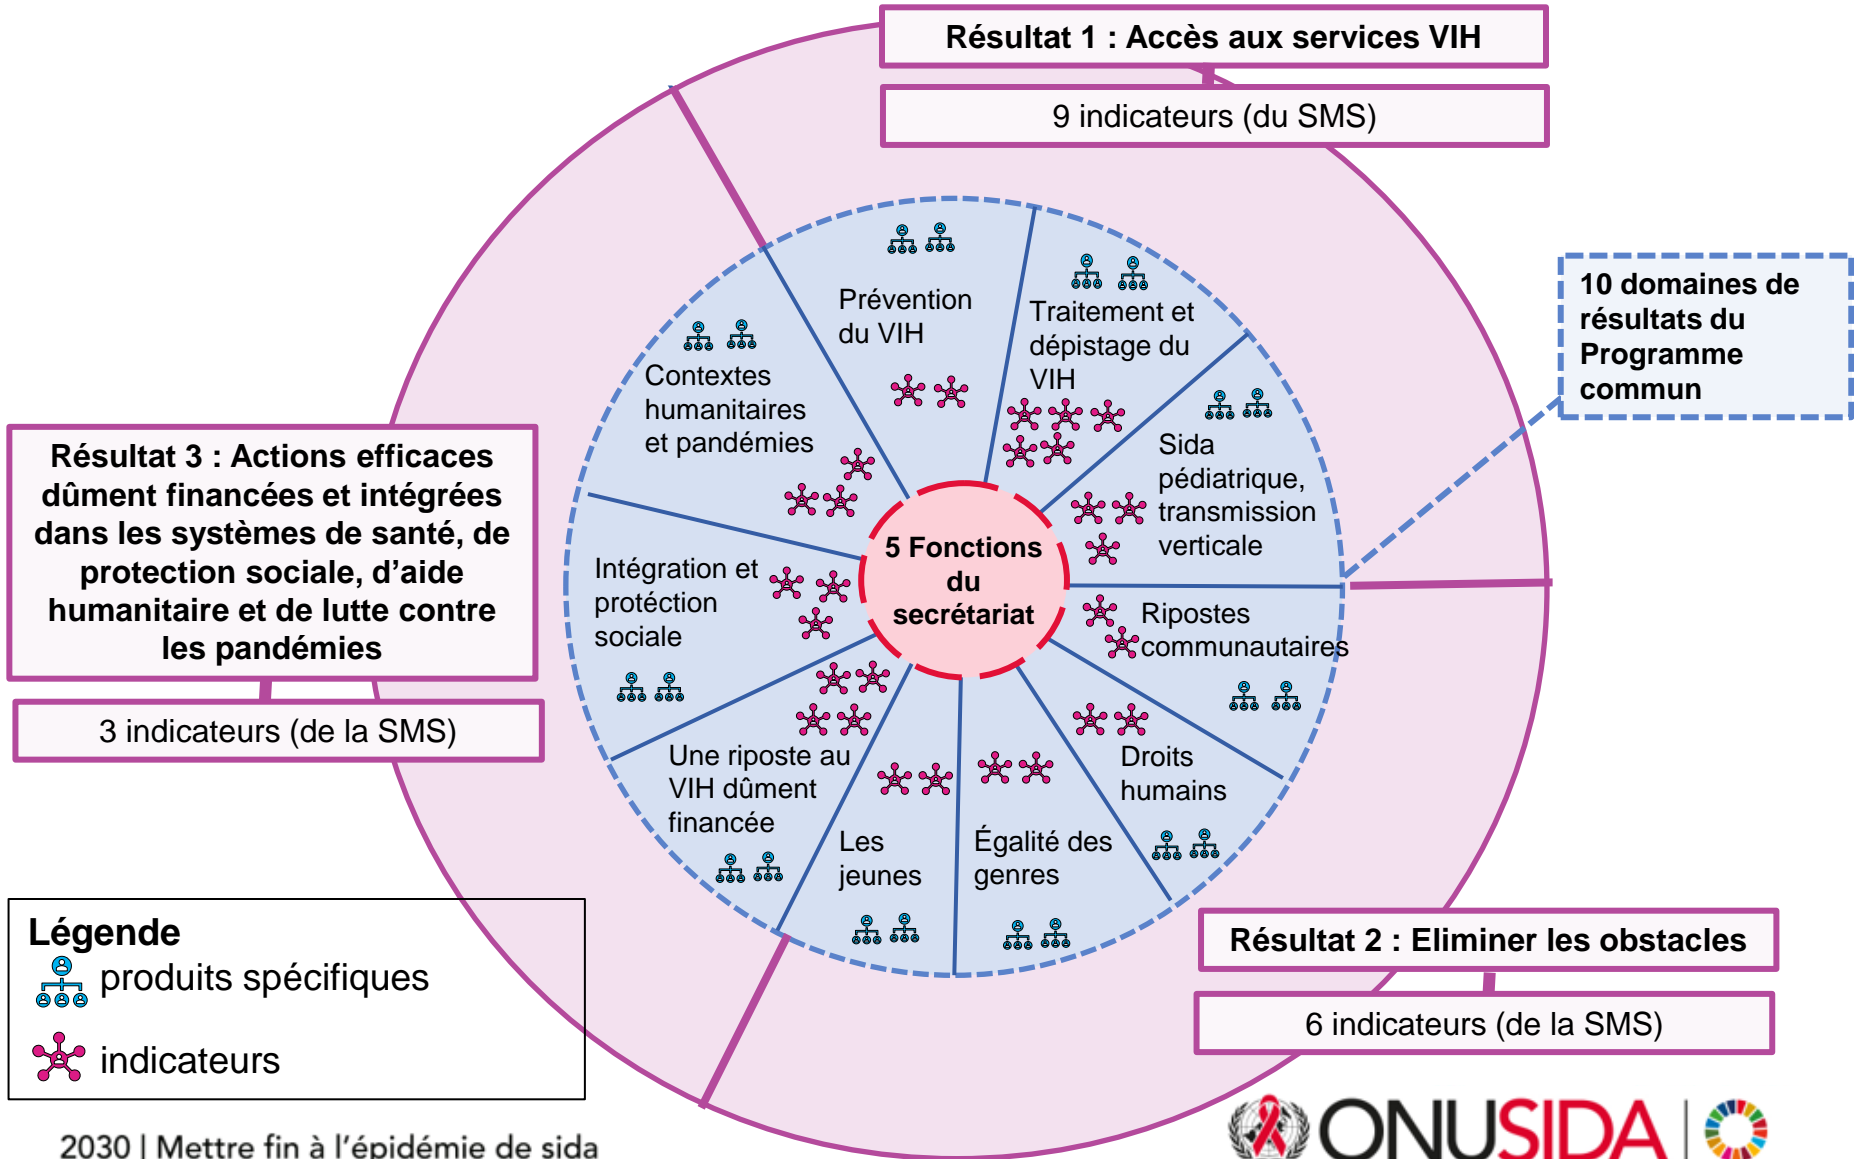 Résultat 1 : Accès aux services VIH
9 indicateurs (du SMS)
10 domaines de
résultats du
Programme
commun
Prévention
du VIH
Traitement et
dépistage du
VIH
Sida
pédiatrique,
transmission
verticale
Ripostes
communautaires
Droits
humains
Égalité des
genres
Les
jeunes
Une riposte au
VIH dûment
financée
Intégration et
protéction
sociale
Contextes
humanitaires
et pandémies
5 Fonctions
du
secrétariat
Résultat 3 : Actions efficaces
dûment financées et intégrées
dans les systèmes de santé, de
protection sociale, d’aide
humanitaire et de lutte contre
les pandémies
3 indicateurs (de la SMS)
Résultat 2 : Eliminer les obstacles
6 indicateurs (de la SMS)
Légende
produits spécifiques
indicateurs
2030 | Mettre fin à l’épidémie de sida
ONUSIDA